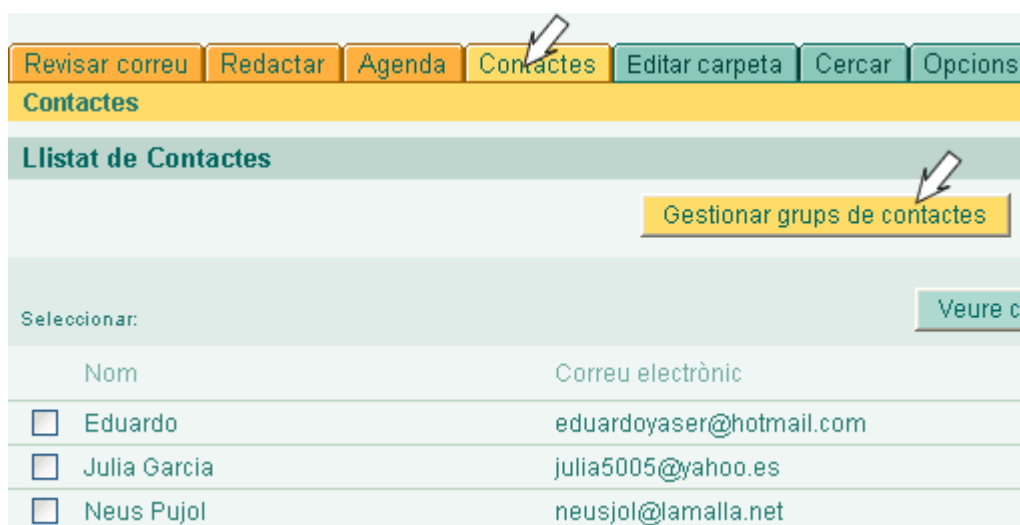 Revisar correu Redactar Agenda Contactes Editar carpeta Cercar Opcions
Contactes
Llistat de Contactes
Gestionar grups de contactes
Seleccionar: Veure c
Nom Correu electrònic
Eduardo eduardoyaser@hotmail.com
Julia Garcia julia5005@yahoo.es
Neus Pujol neusjol@lamalla.net